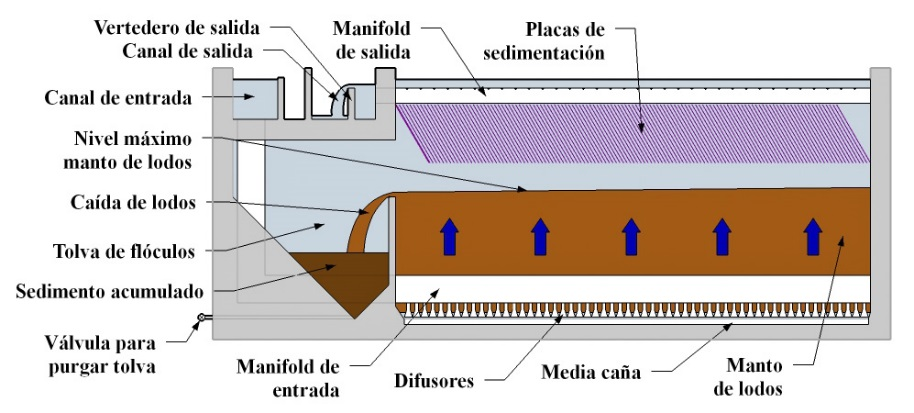 Vertedero de salida
Canal de salida
Manifold
de salida
Placas de
sedimentación
Canal de entrada
Nivel máximo
manto de lodos
Caída de lodos
Tolva de flóculos
Sedimento acumulado
Válvula para
purgar tolva
Manifold de
entrada
Difusores
Media caña
Manto
de lodos